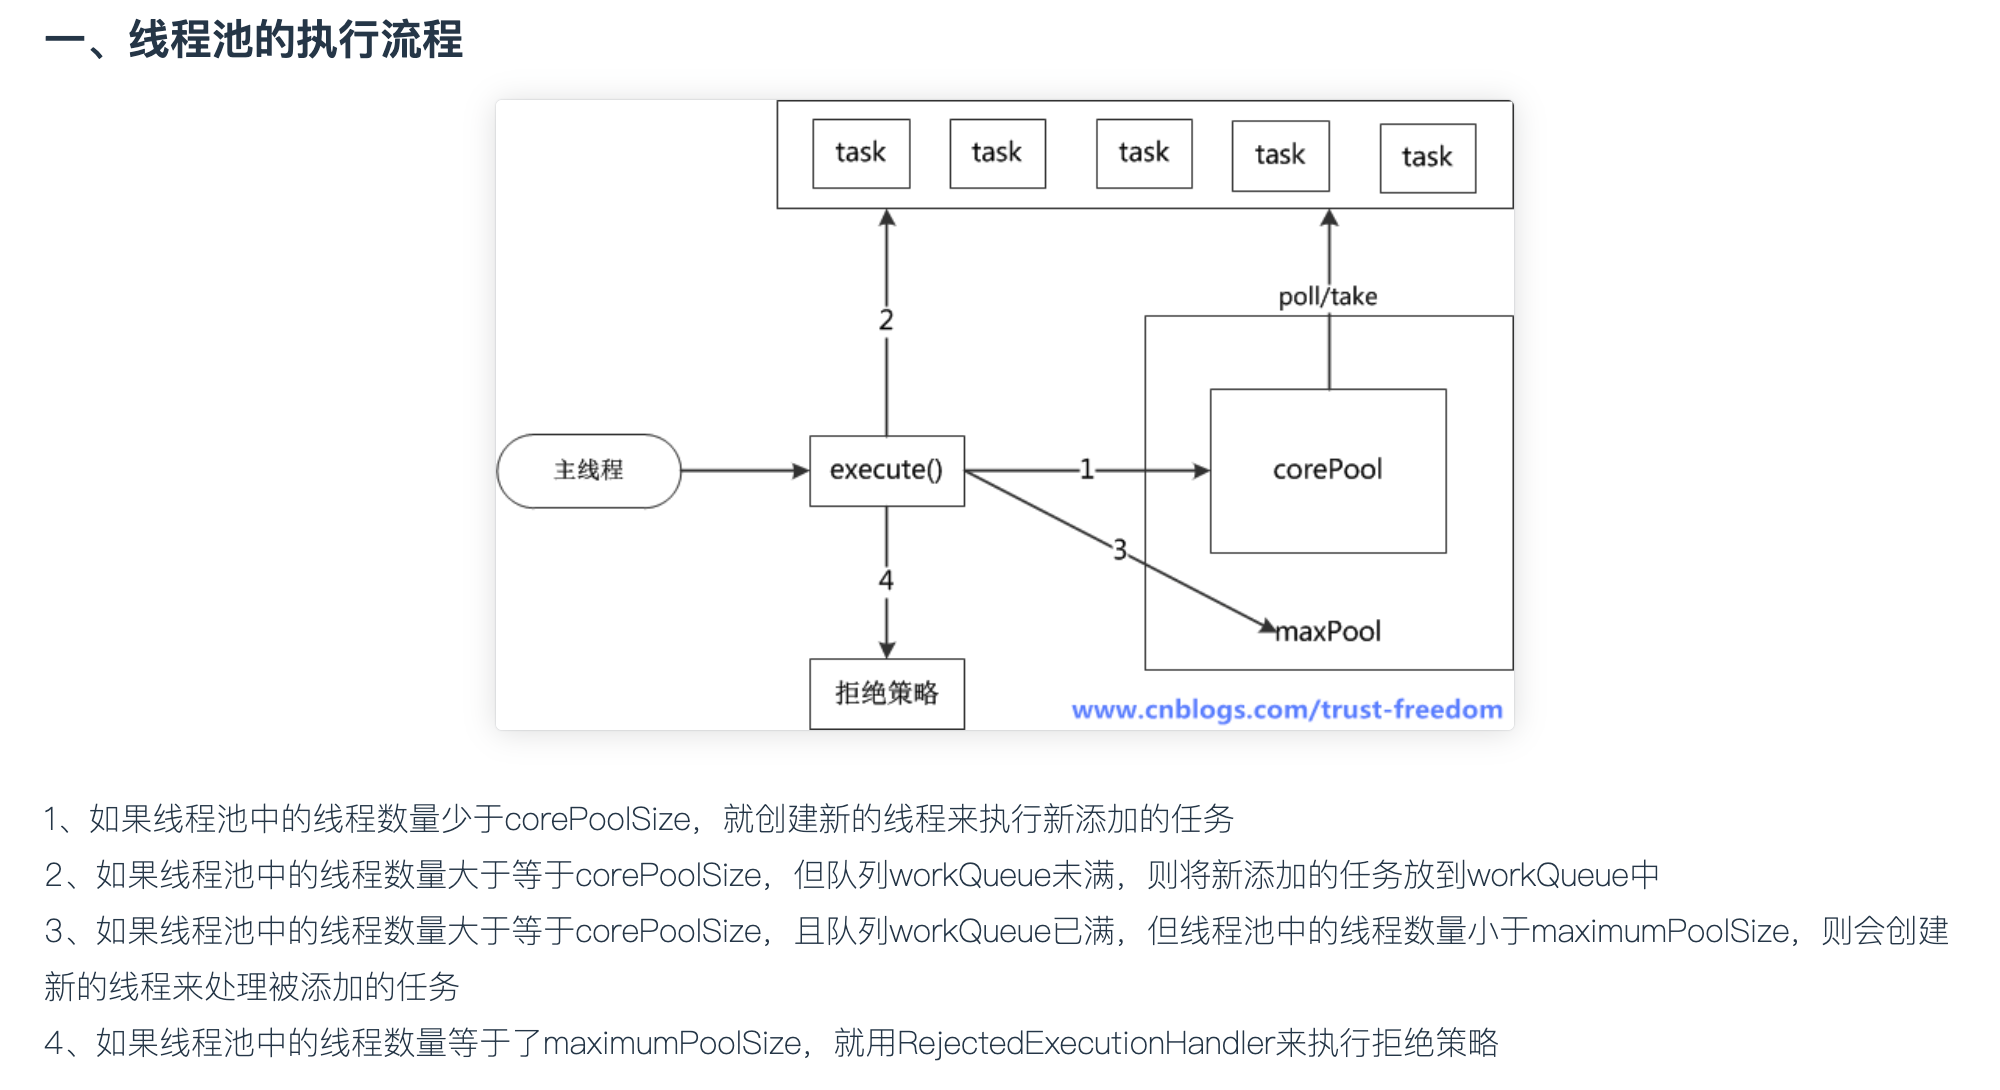 一、线程池的执行流程
task task task task task
poll/take
2
主线程 execute() 1 corePool
3
4
maxPool
拒绝策略
www.cnblogs.com/trust-freedom
1、如果线程池中的线程数量少于corePoolSize，就创建新的线程来执行新添加的任务
2、如果线程池中的线程数量大于等于corePoolSize，但队列workQueue未满，则将新添加的任务放到workQueue中
3、如果线程池中的线程数量大于等于corePoolSize，且队列workQueue已满，但线程池中的线程数量小于maximumPoolSize，则会创建
新的线程来处理被添加的任务
4、如果线程池中的线程数量等于了maximumPoolSize，就用RejectedExecutionHandler来执行拒绝策略